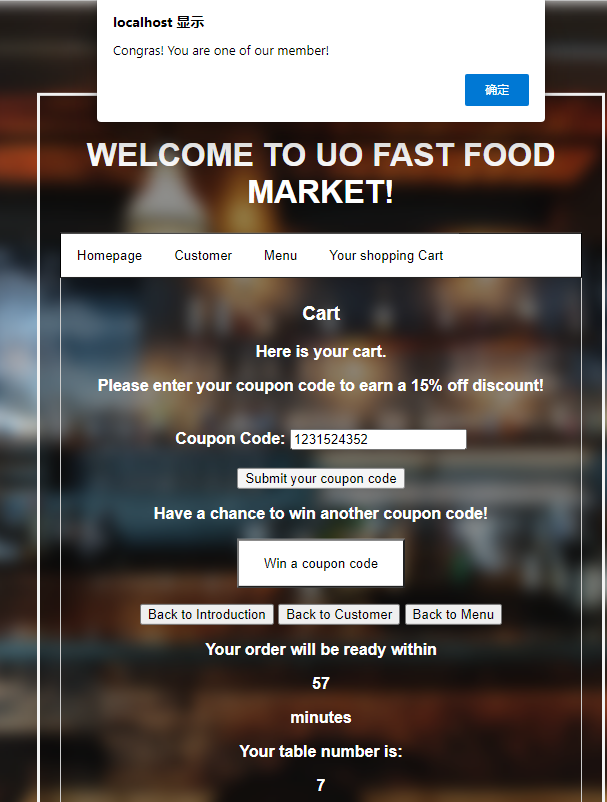 localhost 显示
Congras! You are one of our member!
确定
WELCOME TO UO FAST FOOD
MARKET!
Homepage Customer Menu Your shopping Cart
Cart
Here is your cart.
Please enter your coupon code to earn a 15% off discount!
Coupon Code: 1231524352
Submit your coupon code
Have a chance to win another coupon code!
Win a coupon code
Back to Introduction Back to Customer Back to Menu
Your order will be ready within
57
minutes
Your table number is:
7